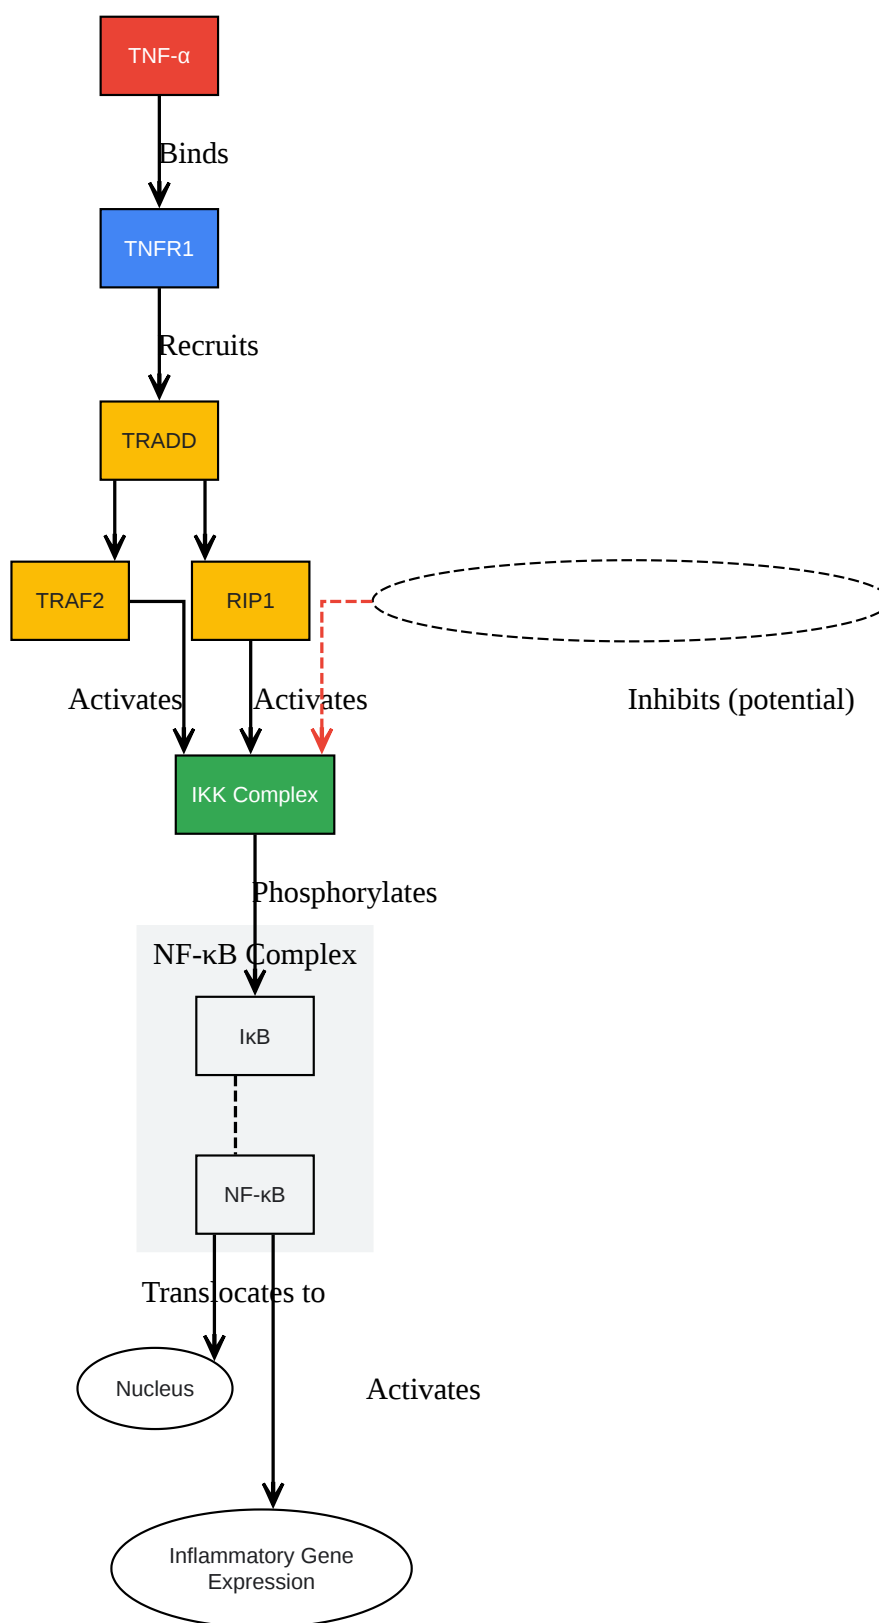 TNF-α
Binds
TNFR1
Recruits
TRADD
TRAF2
RIP1
Activates
Activates
Inhibits (potential)
IKK Complex
Phosphorylates
NF-κB Complex
IκB
NF-κB
Translocates to
Nucleus
Activates
Inflammatory Gene
Expression